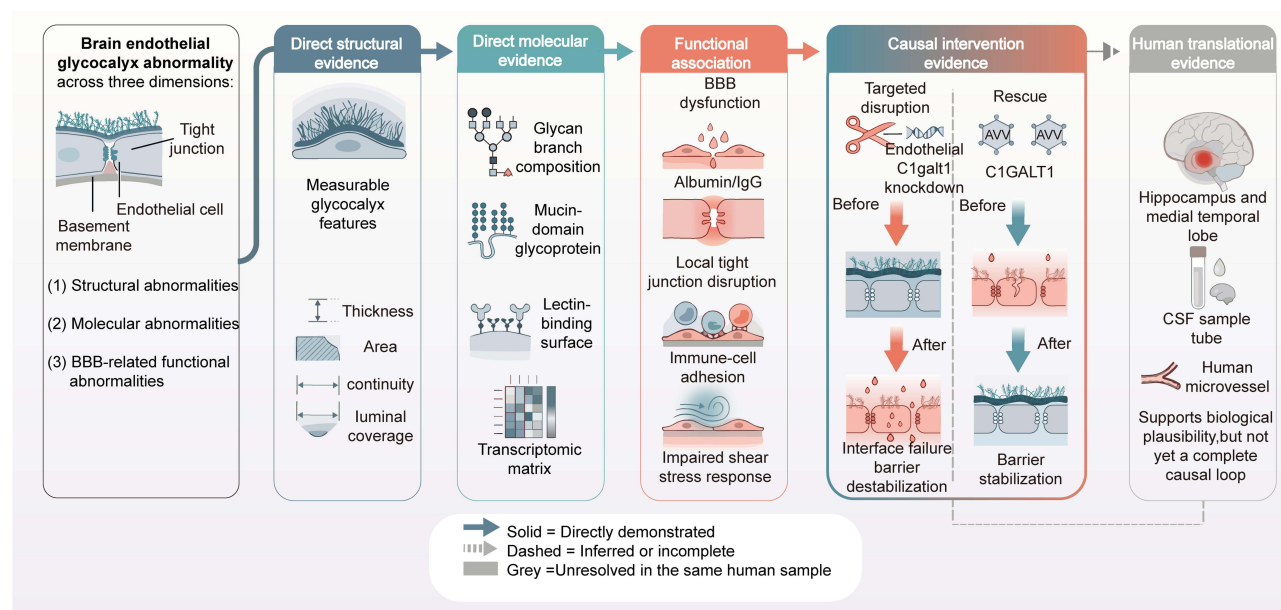 Brain endothelial
glycocalyx abnormality
across three dimensions:
Tight
junction
Endothelial cell
Basement
membrane
(1) Structural abnormalities
(2) Molecular abnormalities
(3) BBB-related functional
abnormalities
Direct structural
evidence
Measurable
glycocalyx
features
Thickness
Area
continuity
luminal
coverage
Direct molecular
evidence
Glycan
branch
composition
Mucin-
domain
glycoprotein
Lectin-
binding
surface
Transcriptomic
matrix
Functional
association
BBB
dysfunction
Albumin/IgG
Local tight
junction disruption
Immune-cell
adhesion
Impaired shear
stress response
Causal intervention
evidence
Targeted
disruption
Endothelial
C1galt1
knockdown
Before
After
Interface failure
barrier
destabilization
Rescue
AVV AVV
C1GALT1
Before
After
Barrier
stabilization
Human translational
evidence
Hippocampus and
medial temporal
lobe
CSF sample
tube
Human
microvessel
Supports biological
plausibility,but not
yet a complete
causal loop
Solid = Directly demonstrated
Dashed = Inferred or incomplete
Grey =Unresolved in the same human sample